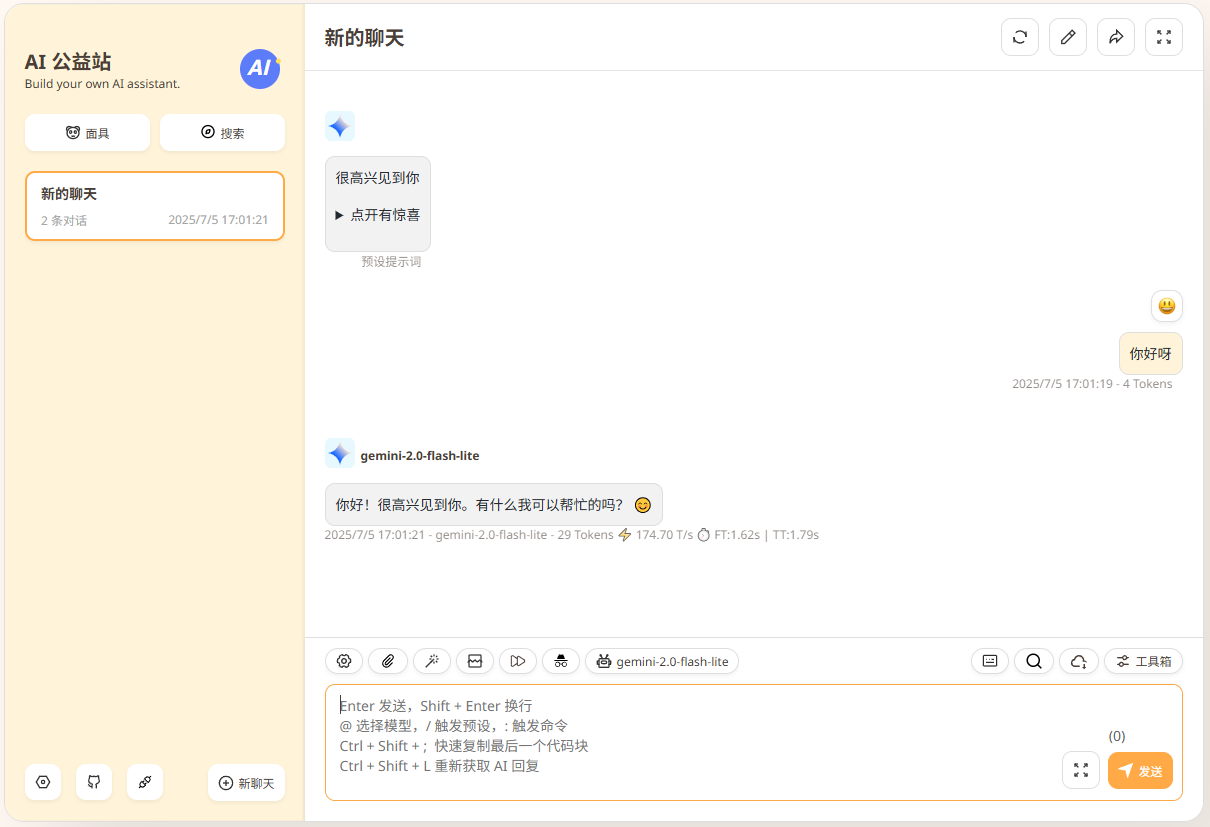 AI 公益站
Build your own AI assistant.
AI
面具
搜索
新的聊天
2 条对话
2025/7/5 17:01:21
新聊天
新的聊天
很高兴见到你
▶ 点开有惊喜
预设提示词
你好呀
2025/7/5 17:01:19 - 4 Tokens
gemini-2.0-flash-lite
你好！很高兴见到你。有什么我可以帮忙的吗？ 😊
2025/7/5 17:01:21 - gemini-2.0-flash-lite - 29 Tokens ⚡ 174.70 T/s ⏱ FT:1.62s | TT:1.79s
gemini-2.0-flash-lite
工具箱
Enter 发送，Shift + Enter 换行
@ 选择模型，/ 触发预设，: 触发命令
Ctrl + Shift + ; 快速复制最后一个代码块
Ctrl + Shift + L 重新获取 AI 回复
(0)
发送